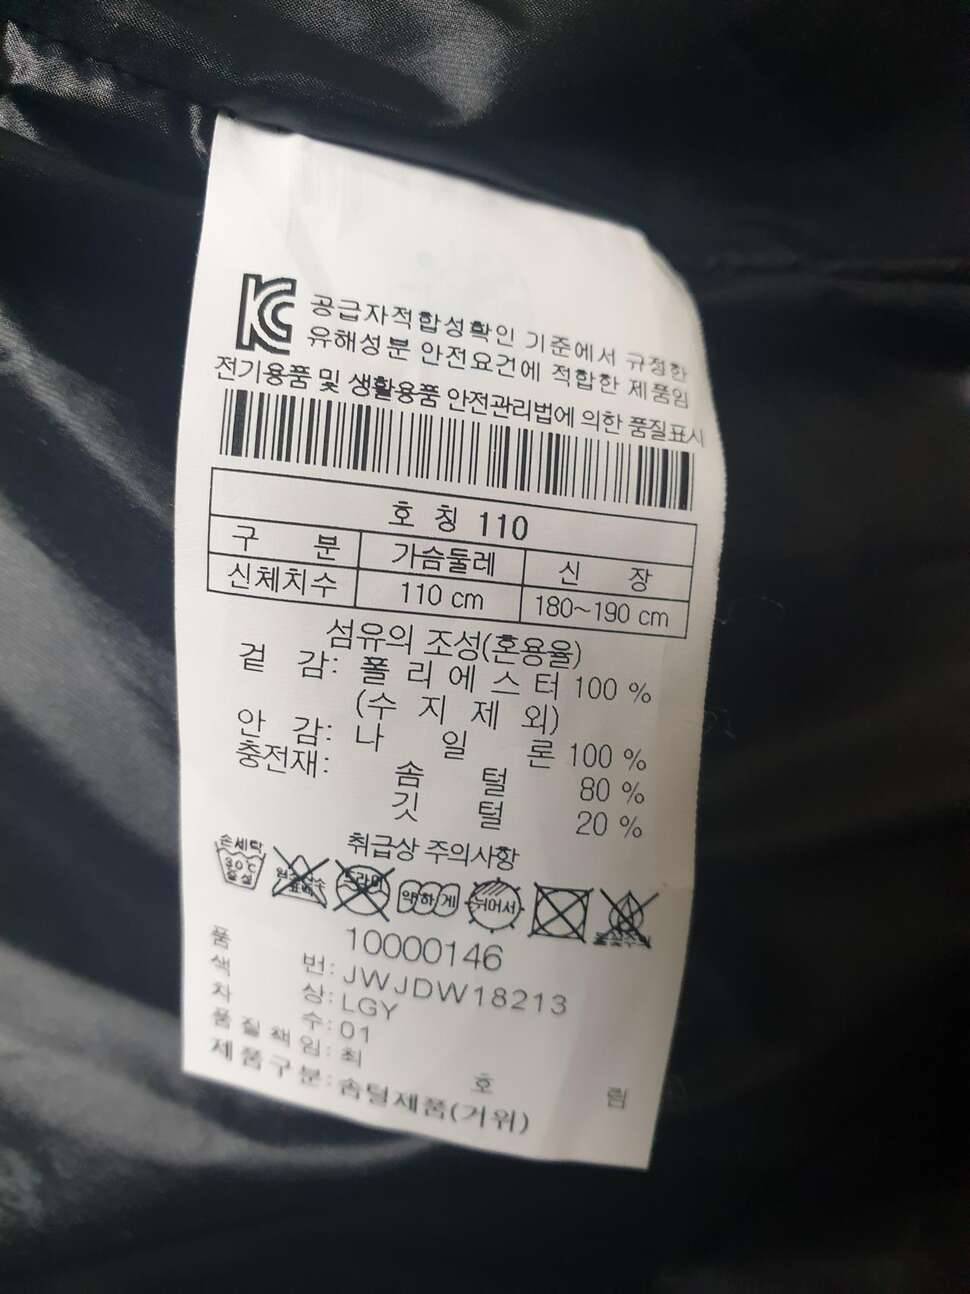 KC
공급자적합성확인 기준에서 규정한
유해성분 안전요건에 적합한 제품임
전기용품 및 생활용품 안전관리법에 의한 품질표시
호 칭 110
구 분 가슴둘레 신 장
신체치수 110 cm 180~190 cm
섬유의 조성(혼용율)
겉 감: 폴 리 에 스 터 100 %
(수 지 제 외)
안 감: 나 일 론 100 %
충전재: 솜 털 80 %
깃 털 20 %
취급상 주의사항
손세탁 30℃ 중성 드라이 약하게 뉘어서
10000146
품 번: JWJDW18213
색 상: LGY
차 수: 01
품질책임: 최 호 림
제품구분: 솜털제품(거위)